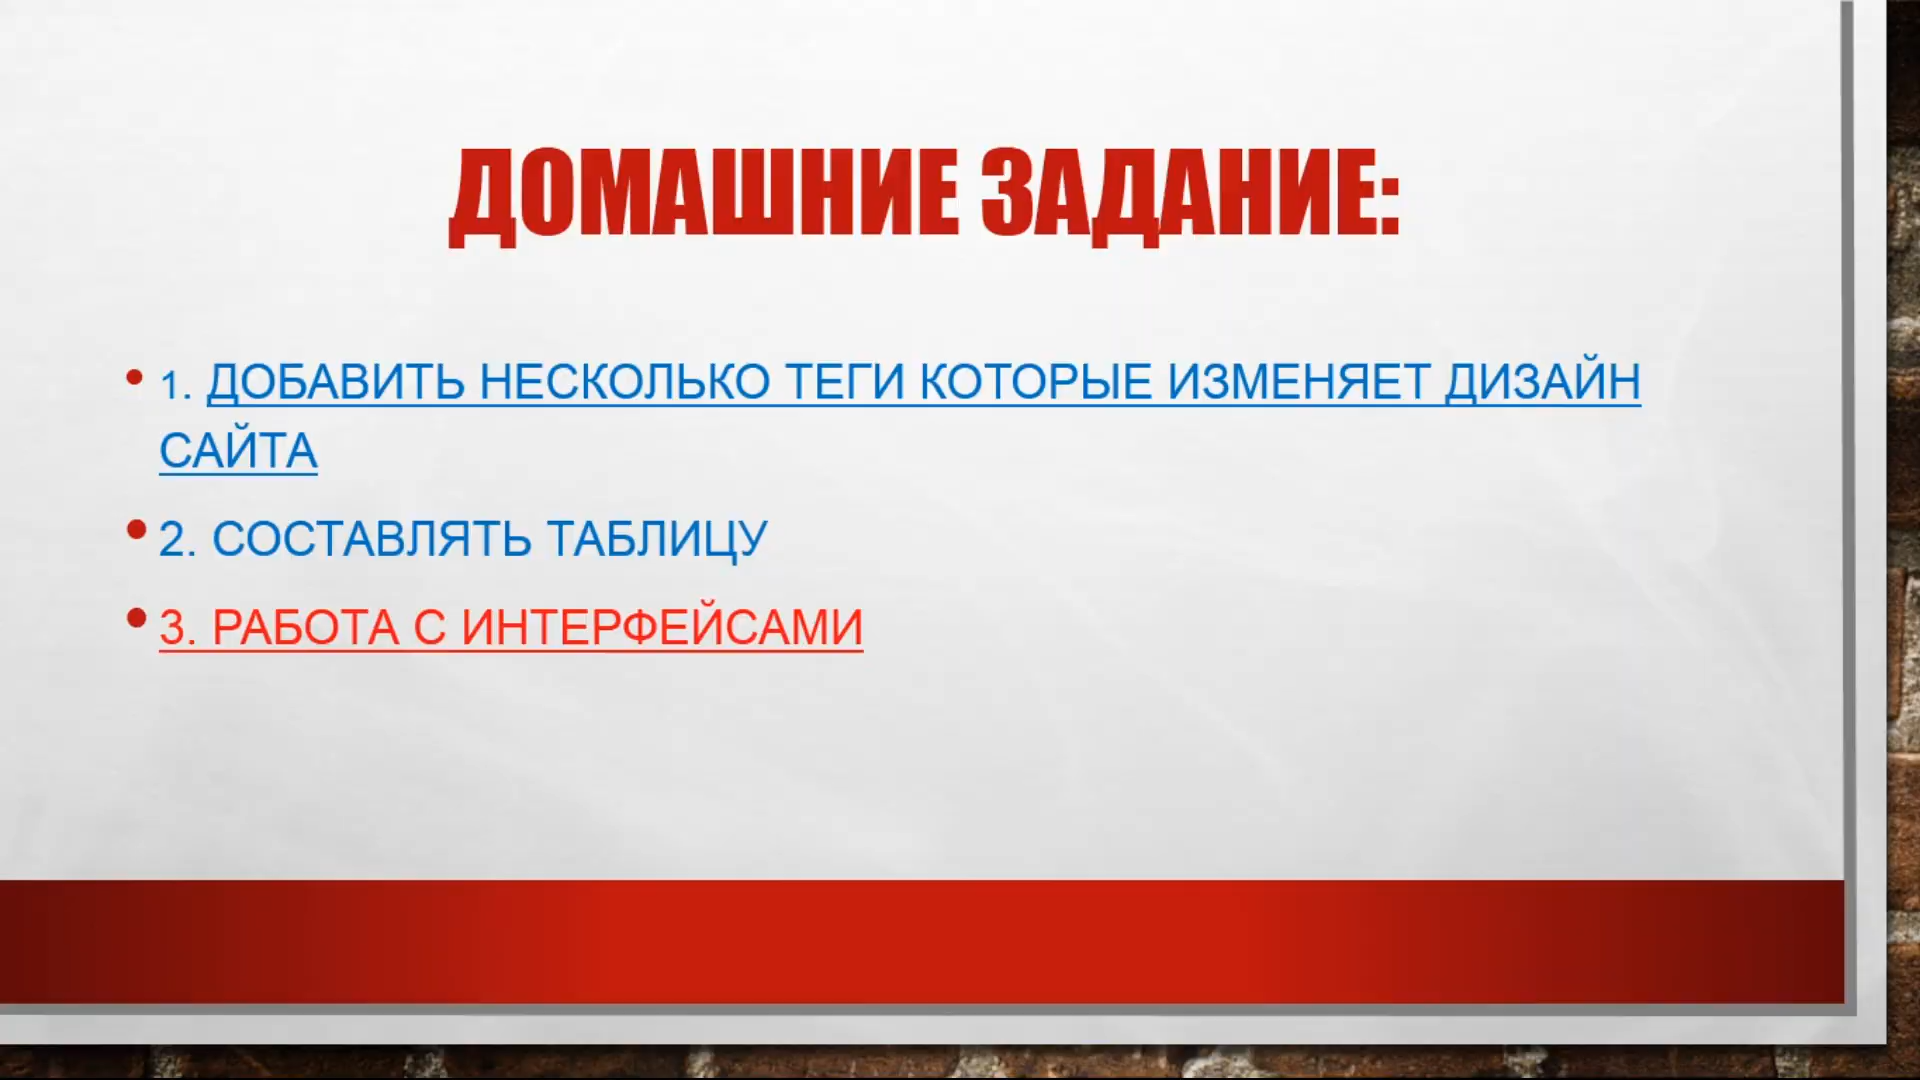 ДОМАШНИЕ ЗАДАНИЕ:
• 1. ДОБАВИТЬ НЕСКОЛЬКО ТЕГИ КОТОРЫЕ ИЗМЕНЯЕТ ДИЗАЙН
САЙТА
• 2. СОСТАВЛЯТЬ ТАБЛИЦУ
• 3. РАБОТА С ИНТЕРФЕЙСАМИ